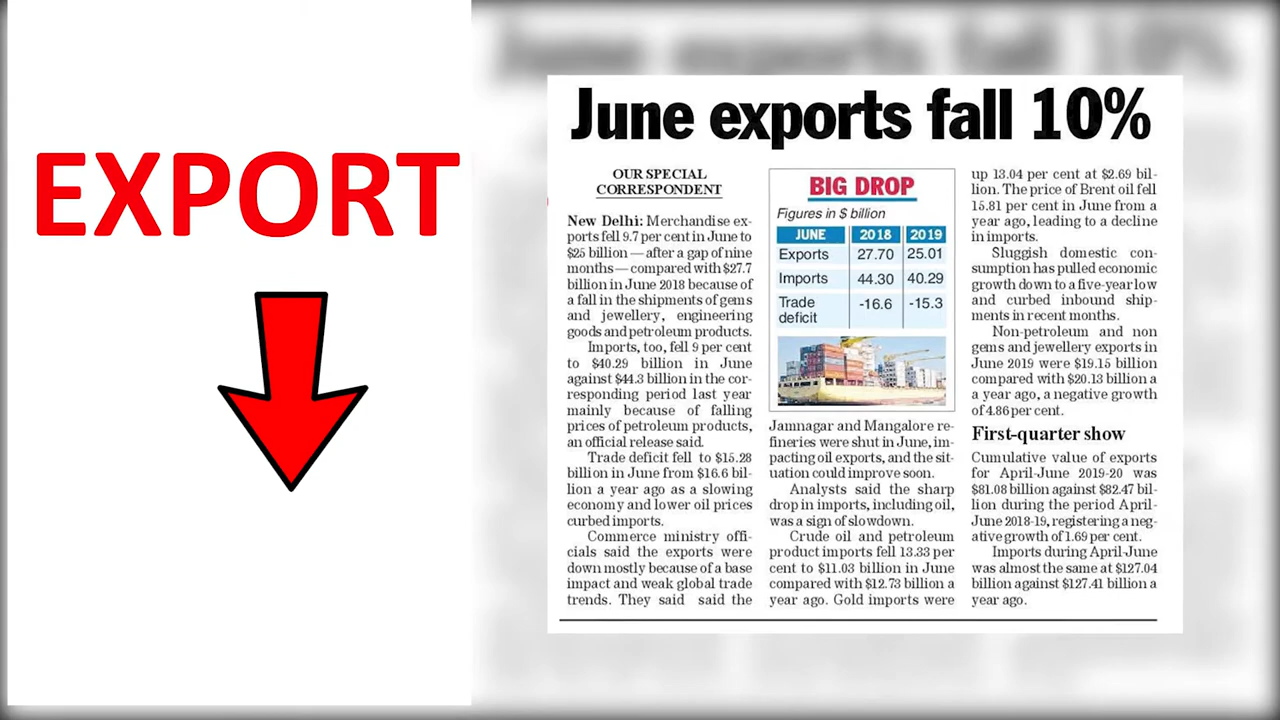 June exports fall 10%
EXPORT
June exports fall 10%
OUR SPECIAL
CORRESPONDENT
New Delhi: Merchandise ex-
ports fell 9.7 per cent in June to
$25 billion — after a gap of nine
months — compared with $27.7
billion in June 2018 because of
a fall in the shipments of gems
and jewellery, engineering
goods and petroleum products.
Imports, too, fell 9 per cent
to $40.29 billion in June
against $44.3 billion in the cor-
responding period last year
mainly because of falling
prices of petroleum products,
an official release said.
Trade deficit fell to $15.28
billion in June from $16.6 bil-
lion a year ago as a slowing
economy and lower oil prices
curbed imports.
Commerce ministry offi-
cials said the exports were
down mostly because of a base
impact and weak global trade
trends. They said said the
BIG DROP
Figures in $ billion
JUNE 2018 2019
Exports 27.70 25.01
Imports 44.30 40.29
Trade
deficit -16.6 -15.3
Jamnagar and Mangalore re-
fineries were shut in June, im-
pacting oil exports, and the sit-
uation could improve soon.
Analysts said the sharp
drop in imports, including oil,
was a sign of slowdown.
Crude oil and petroleum
product imports fell 13.33 per
cent to $11.03 billion in June
compared with $12.73 billion a
year ago. Gold imports were
up 13.04 per cent at $2.69 bil-
lion. The price of Brent oil fell
15.81 per cent in June from a
year ago, leading to a decline
in imports.
Sluggish domestic con-
sumption has pulled economic
growth down to a five-year low
and curbed inbound ship-
ments in recent months.
Non-petroleum and non
gems and jewellery exports in
June 2019 were $19.15 billion
compared with $20.13 billion a
a year ago, a negative growth
of 4.86 per cent.
First-quarter show
Cumulative value of exports
for April-June 2019-20 was
$81.08 billion against $82.47 bil-
lion during the period April-
June 2018-19, registering a neg-
ative growth of 1.69 per cent.
Imports during April-June
was almost the same at $127.04
billion against $127.41 billion a
year ago.